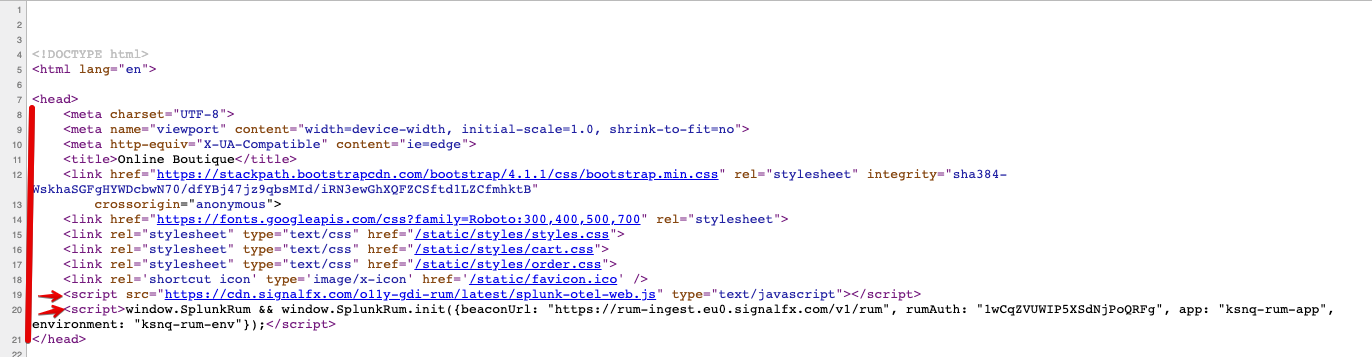 1
2
3
4 <!DOCTYPE html>
5 <html lang="en">
6
7 <head>
8 <meta charset="UTF-8">
9 <meta name="viewport" content="width=device-width, initial-scale=1.0, shrink-to-fit=no">
10 <meta http-equiv="X-UA-Compatible" content="ie=edge">
11 <title>Online Boutique</title>
12 <link href="https://stackpath.bootstrapcdn.com/bootstrap/4.1.1/css/bootstrap.min.css" rel="stylesheet" integrity="sha384-
WskhaSGFgHYWDcbwN70/dfYBj47jz9qbsMId/iRN3ewGhXQFZCSftd1LZCfmhktB"
13 crossorigin="anonymous">
14 <link href="https://fonts.googleapis.com/css?family=Roboto:300,400,500,700" rel="stylesheet">
15 <link rel="stylesheet" type="text/css" href="/static/styles/styles.css">
16 <link rel="stylesheet" type="text/css" href="/static/styles/cart.css">
17 <link rel="stylesheet" type="text/css" href="/static/styles/order.css">
18 <link rel='shortcut icon' type='image/x-icon' href='/static/favicon.ico' />
19 <script src="https://cdn.signalfx.com/o11y-gdi-rum/latest/splunk-otel-web.js" type="text/javascript"></script>
20 <script>window.SplunkRum && window.SplunkRum.init({beaconUrl: "https://rum-ingest.eu0.signalfx.com/v1/rum", rumAuth: "1wCqZVUWIP5XSdNjPoQRFg", app: "ksnq-rum-app",
environment: "ksnq-rum-env"});</script>
21 </head>
22